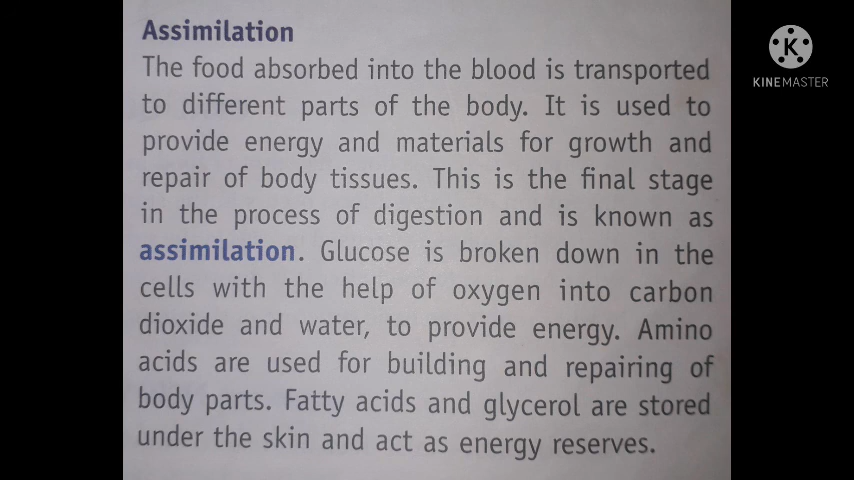 Assimilation
The food absorbed into the blood is transported
to different parts of the body. It is used to
provide energy and materials for growth and
repair of body tissues. This is the final stage
in the process of digestion and is known as
assimilation. Glucose is broken down in the
cells with the help of oxygen into carbon
dioxide and water, to provide energy. Amino
acids are used for building and repairing of
body parts. Fatty acids and glycerol are stored
under the skin and act as energy reserves.
K
KINEMASTER